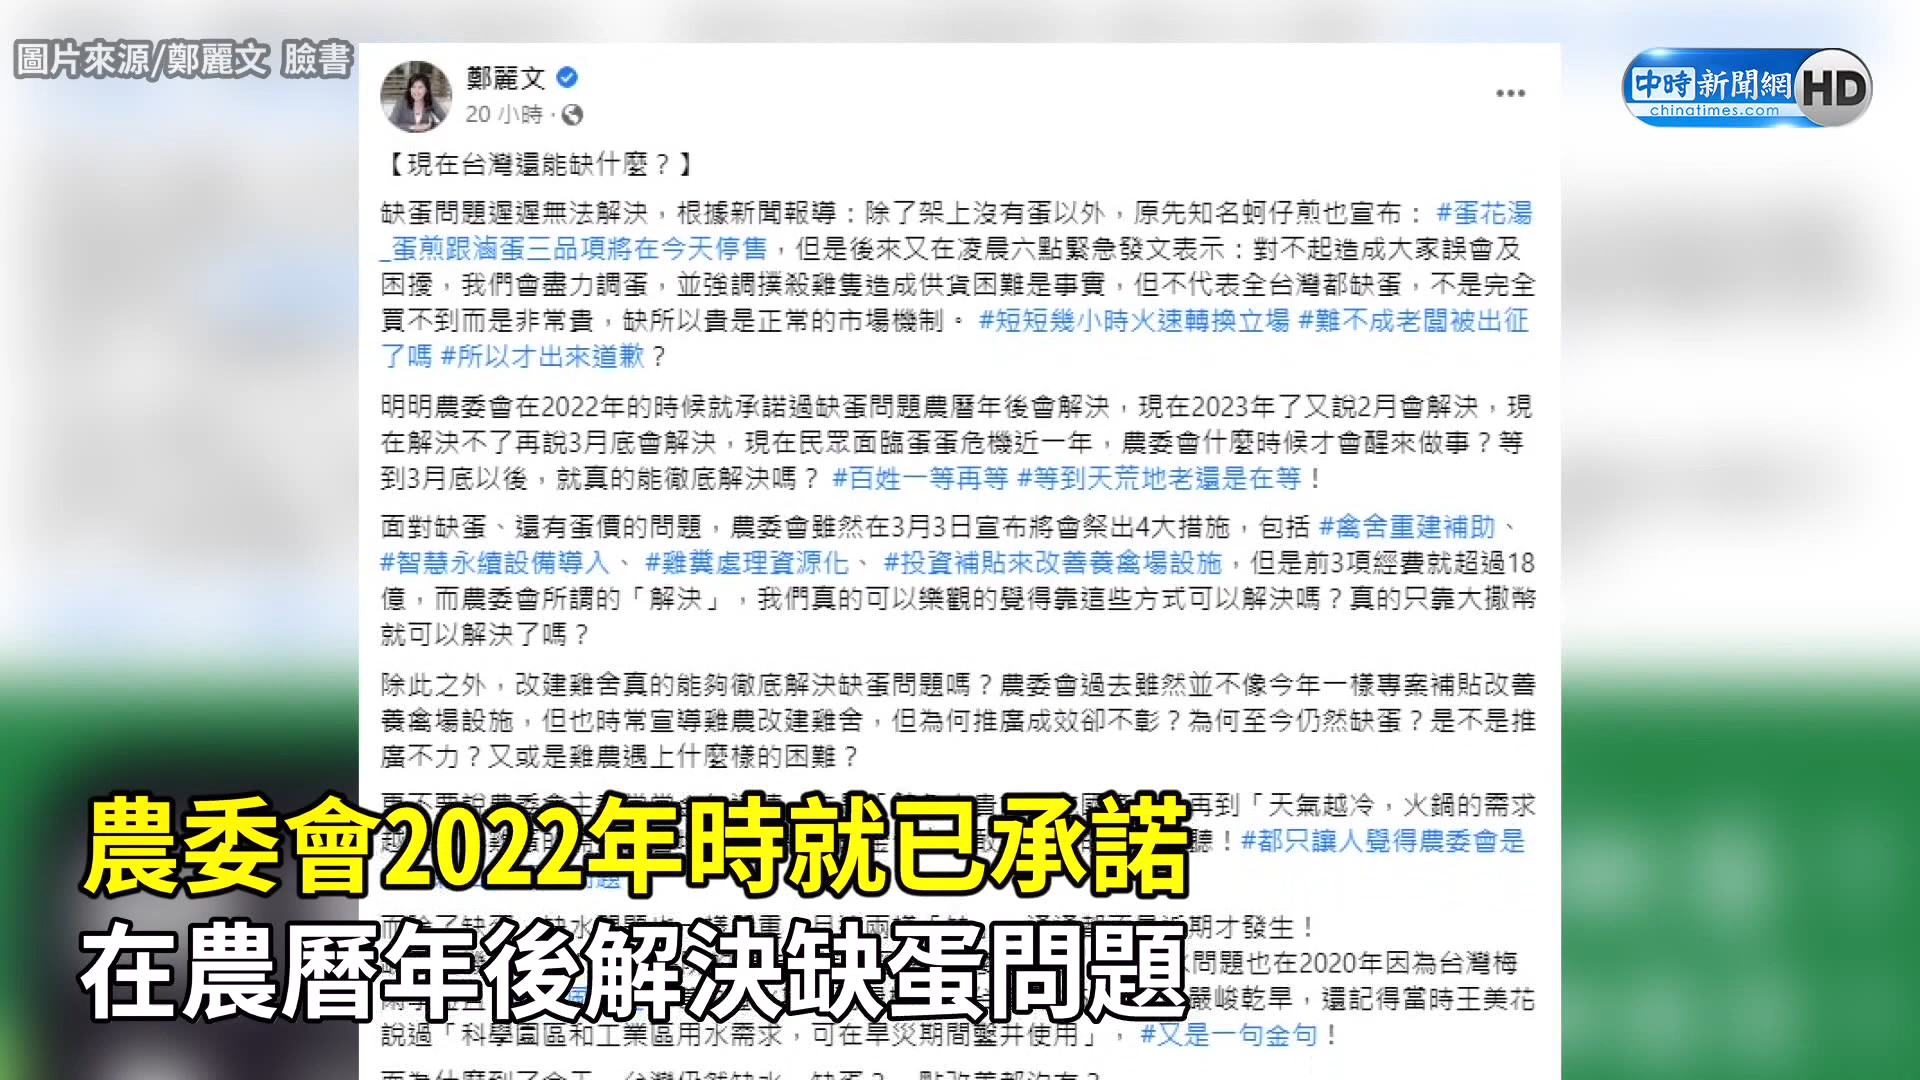 圖片來源/鄭麗文 臉書
中時新聞網 HD
chinatimes.com
鄭麗文
20 小時
【現在台灣還能缺什麼？】
缺蛋問題遲遲無法解決，根據新聞報導：除了架上沒有蛋以外，原先知名蚵仔煎也宣布： #蛋花湯
_蛋煎跟滷蛋三品項將在今天停售，但是後來又在凌晨六點緊急發文表示：對不起造成大家誤會及
困擾，我們會盡力調蛋，並強調撲殺雞隻造成供貨困難是事實，但不代表全台灣都缺蛋，不是完全
買不到而是非常貴，缺所以貴是正常的市場機制。 #短短幾小時火速轉換立場 #難不成老闆被出征
了嗎 #所以才出來道歉？
明明農委會在2022年的時候就承諾過缺蛋問題農曆年後會解決，現在2023年了又說2月會解決，現
在解決不了再說3月底會解決，現在民眾面臨蛋蛋危機近一年，農委會什麼時候才會醒來做事？等
到3月底以後，就真的能徹底解決嗎？ #百姓一等再等 #等到天荒地老還是在等！
面對缺蛋、還有蛋價的問題，農委會雖然在3月3日宣布將會祭出4大措施，包括 #禽舍重建補助、
#智慧永續設備導入、 #雞糞處理資源化、 #投資補貼來改善養禽場設施，但是前3項經費就超過18
億，而農委會所謂的「解決」，我們真的可以樂觀的覺得靠這些方式可以解決嗎？真的只靠大撒幣
就可以解決了嗎？
除此之外，改建雞舍真的能夠徹底解決缺蛋問題嗎？農委會過去雖然並不像今年一樣專案補貼改善
養禽場設施，但也時常宣導雞農改建雞舍，但為何推廣成效卻不彰？為何至今仍然缺蛋？是不是推
廣不力？又或是雞農遇上什麼樣的困難？
再到「天氣越冷，火鍋的需求
聽！#都只讓人覺得農委會是
期才發生！
問題也在2020年因為台灣梅
嚴峻乾旱，還記得當時王美花
說過「科學園區和工業區用水需求，可在旱災期間鑿井使用」， #又是一句金句！
農委會2022年時就已承諾
在農曆年後解決缺蛋問題